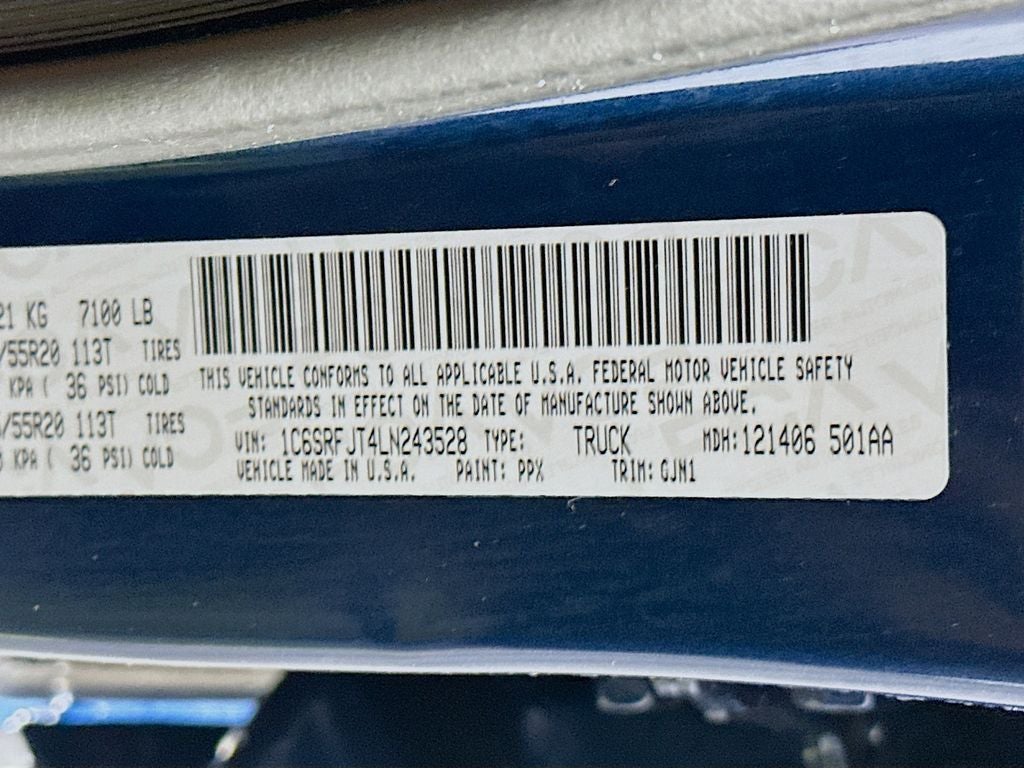 21 KG 7100 LB
/55R20 113T TIRES
KPA ( 36 PSI) COLD
/55R20 113T TIRES
KPA ( 36 PSI) COLD
THIS VEHICLE CONFORMS TO ALL APPLICABLE U.S.A. FEDERAL MOTOR VEHICLE SAFETY
STANDARDS IN EFFECT ON THE DATE OF MANUFACTURE SHOWN ABOVE.
VIN: 1C6SRFJT4LN243528 TYPE: TRUCK MDH:121406 501AA
VEHICLE MADE IN U.S.A. PAINT: PPX TRIM: GJN1